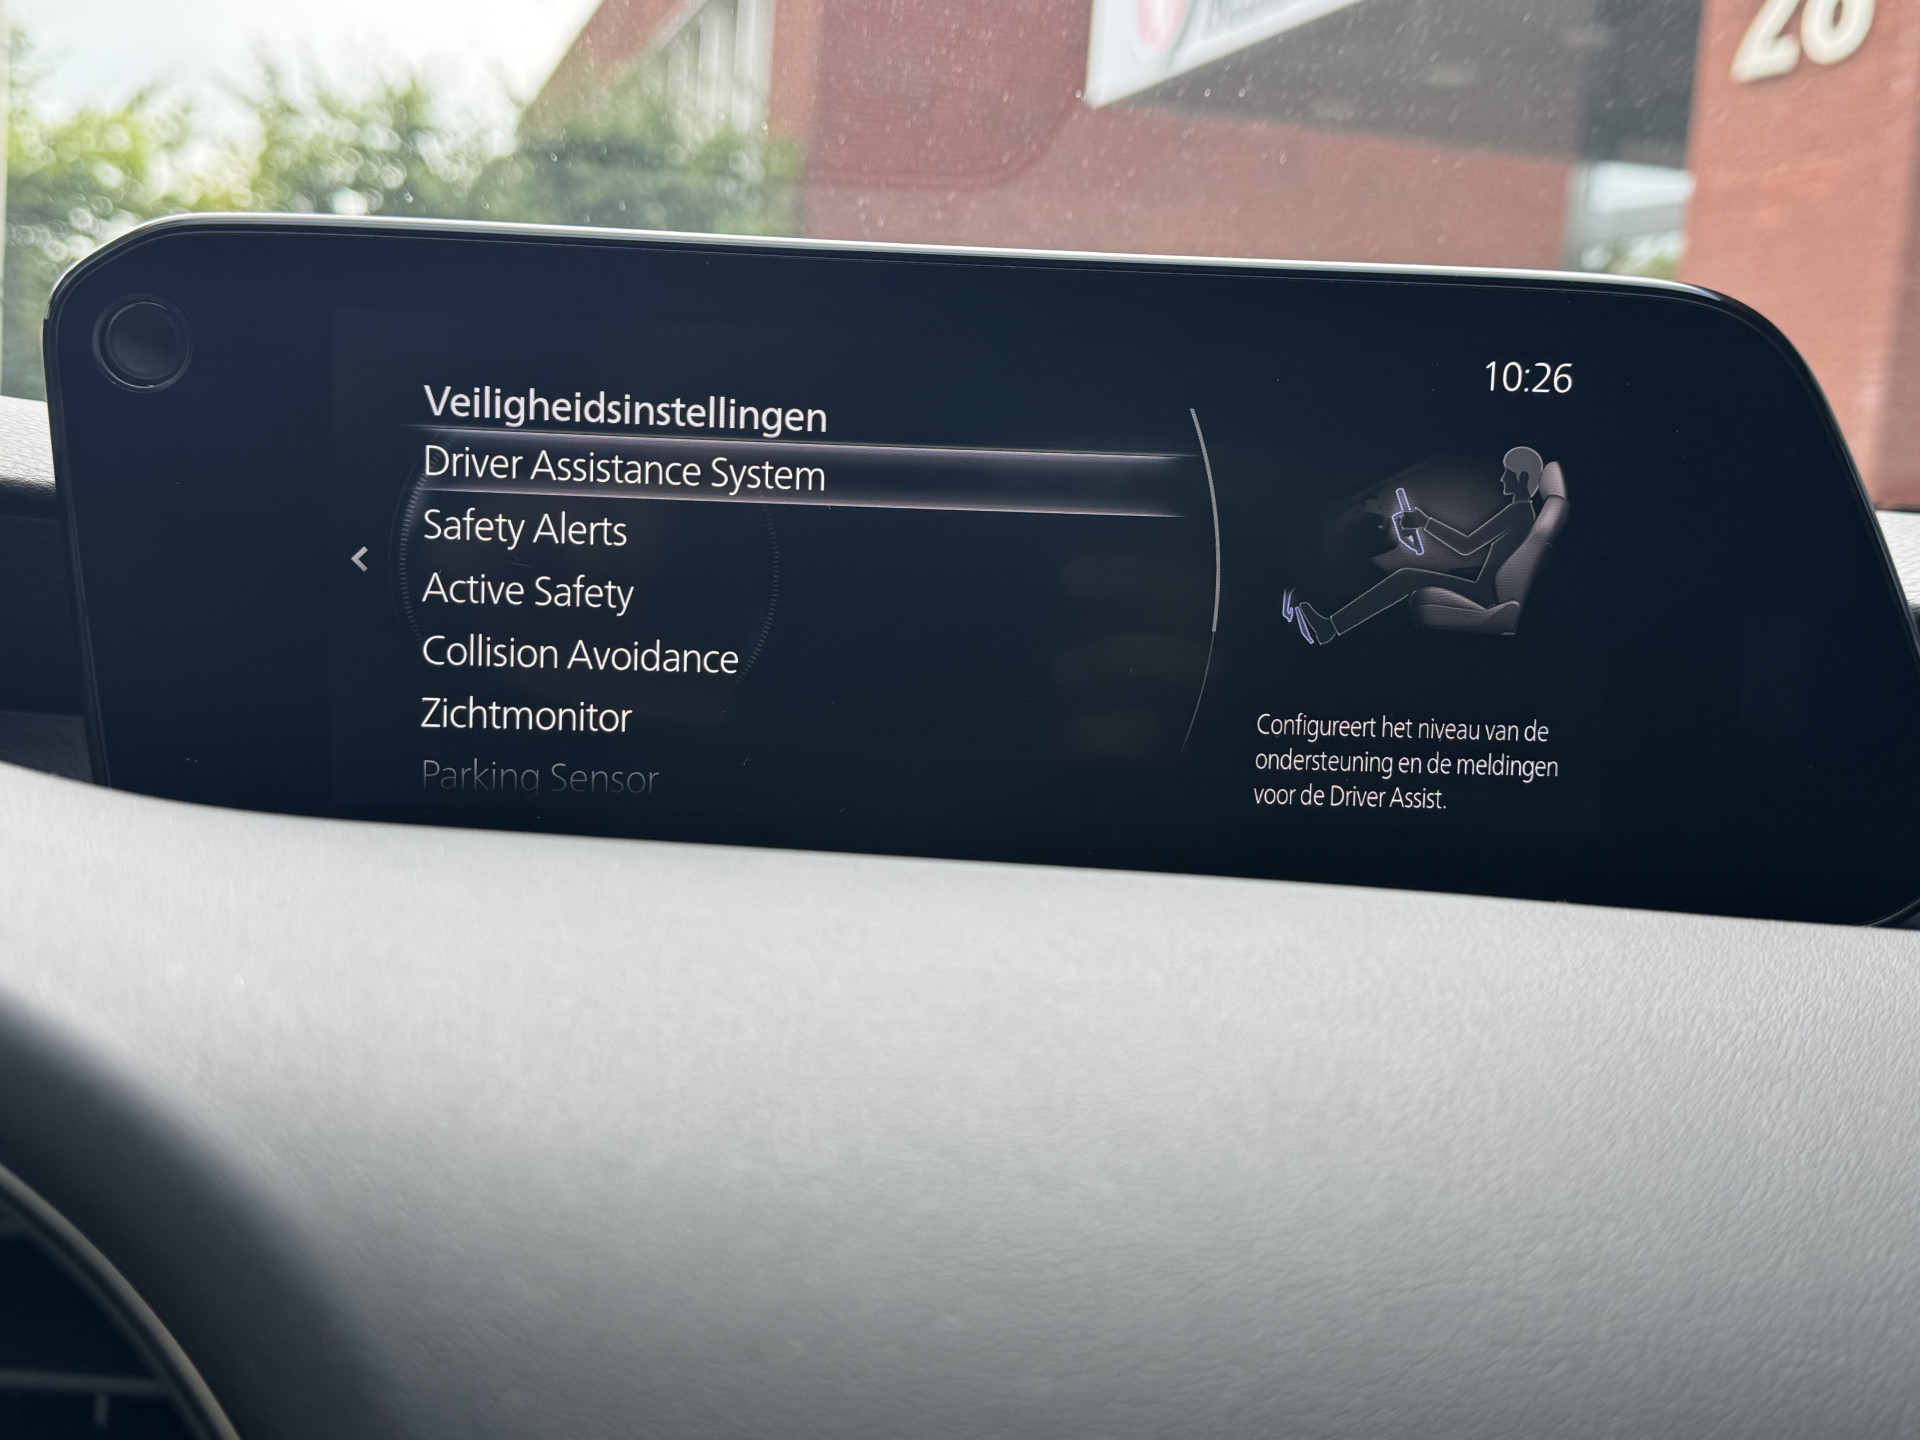 28
10:26
Veiligheidsinstellingen
Driver Assistance System
Safety Alerts
Active Safety
Collision Avoidance
Zichtmonitor
Parking Sensor
Configureert het niveau van de
ondersteuning en de meldingen
voor de Driver Assist.